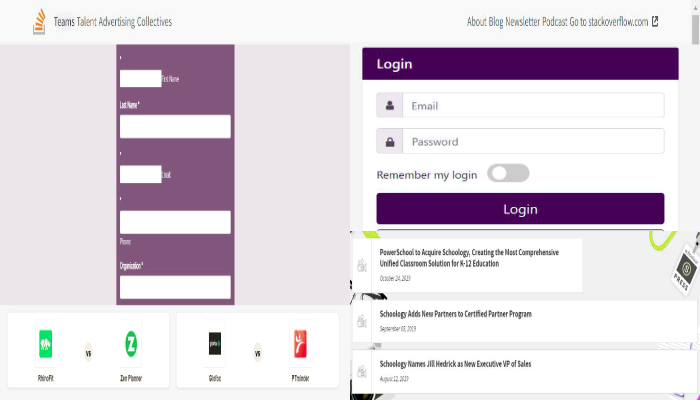 Teams Talent Advertising Collectives
About Blog Newsletter Podcast Go to stackoverflow.com
*
First Name
Last Name *
*
Email
*
Phone
Organization *
VS
RhinoFit
Zen Planner
VS
Glofox
PTminder
Login
Email
Password
Remember my login
Login
PowerSchool to Acquire Schoology, Creating the Most Comprehensive
Unified Classroom Solution for K-12 Education
October 24, 2019
Schoology Adds New Partners to Certified Partner Program
September 03, 2019
Schoology Names Jill Hedrick as New Executive VP of Sales
August 12, 2019
S
PRESS